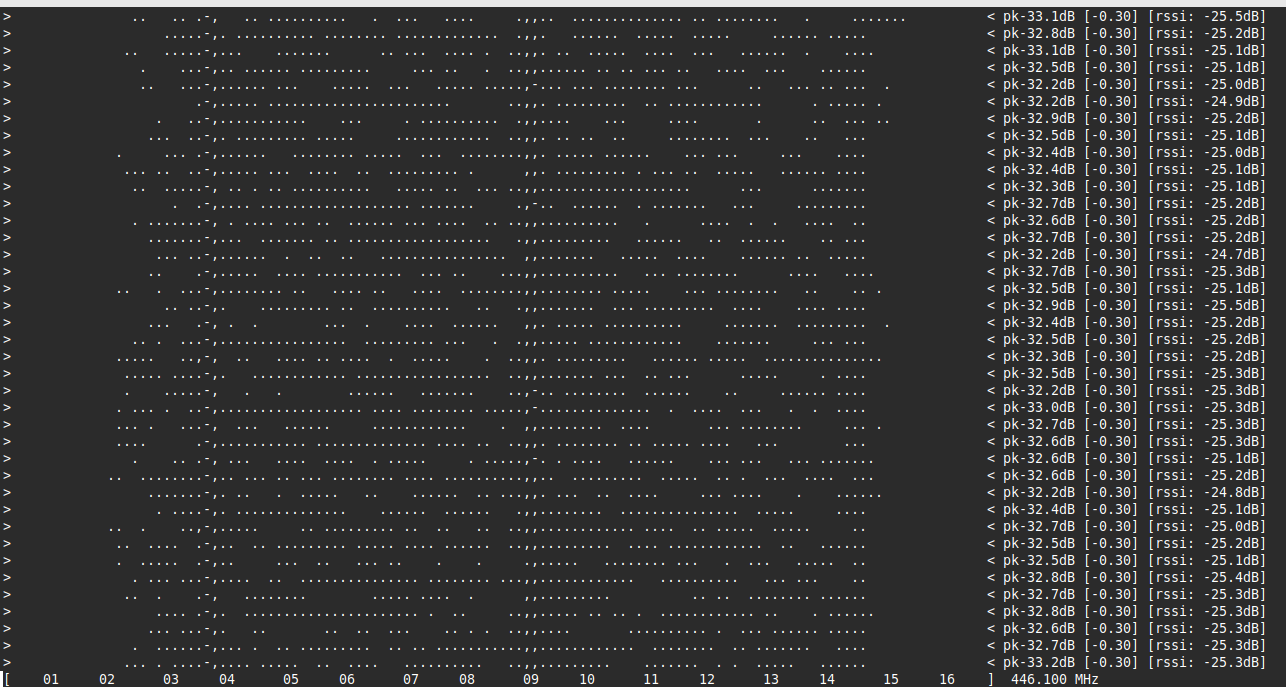 > < pk-33.1dB [-0.30] [rssi: -25.5dB]
> < pk-32.8dB [-0.30] [rssi: -25.2dB]
> < pk-33.1dB [-0.30] [rssi: -25.1dB]
> < pk-32.5dB [-0.30] [rssi: -25.1dB]
> < pk-32.2dB [-0.30] [rssi: -25.0dB]
> < pk-32.2dB [-0.30] [rssi: -24.9dB]
> < pk-32.9dB [-0.30] [rssi: -25.2dB]
> < pk-32.5dB [-0.30] [rssi: -25.1dB]
> < pk-32.4dB [-0.30] [rssi: -25.0dB]
> < pk-32.4dB [-0.30] [rssi: -25.1dB]
> < pk-32.3dB [-0.30] [rssi: -25.1dB]
> < pk-32.7dB [-0.30] [rssi: -25.2dB]
> < pk-32.6dB [-0.30] [rssi: -25.2dB]
> < pk-32.7dB [-0.30] [rssi: -25.2dB]
> < pk-32.2dB [-0.30] [rssi: -24.7dB]
> < pk-32.7dB [-0.30] [rssi: -25.3dB]
> < pk-32.5dB [-0.30] [rssi: -25.1dB]
> < pk-32.9dB [-0.30] [rssi: -25.5dB]
> < pk-32.4dB [-0.30] [rssi: -25.2dB]
> < pk-32.5dB [-0.30] [rssi: -25.2dB]
> < pk-32.3dB [-0.30] [rssi: -25.2dB]
> < pk-32.5dB [-0.30] [rssi: -25.3dB]
> < pk-32.2dB [-0.30] [rssi: -25.3dB]
> < pk-33.0dB [-0.30] [rssi: -25.3dB]
> < pk-32.7dB [-0.30] [rssi: -25.3dB]
> < pk-32.6dB [-0.30] [rssi: -25.3dB]
> < pk-32.6dB [-0.30] [rssi: -25.1dB]
> < pk-32.6dB [-0.30] [rssi: -25.2dB]
> < pk-32.2dB [-0.30] [rssi: -24.8dB]
> < pk-32.4dB [-0.30] [rssi: -25.1dB]
> < pk-32.7dB [-0.30] [rssi: -25.0dB]
> < pk-32.5dB [-0.30] [rssi: -25.2dB]
> < pk-32.5dB [-0.30] [rssi: -25.1dB]
> < pk-32.8dB [-0.30] [rssi: -25.4dB]
> < pk-32.7dB [-0.30] [rssi: -25.3dB]
> < pk-32.8dB [-0.30] [rssi: -25.3dB]
> < pk-32.6dB [-0.30] [rssi: -25.3dB]
> < pk-32.7dB [-0.30] [rssi: -25.3dB]
> < pk-33.2dB [-0.30] [rssi: -25.3dB]
[ 01 02 03 04 05 06 07 08 09 10 11 12 13 14 15 16 ] 446.100 MHz